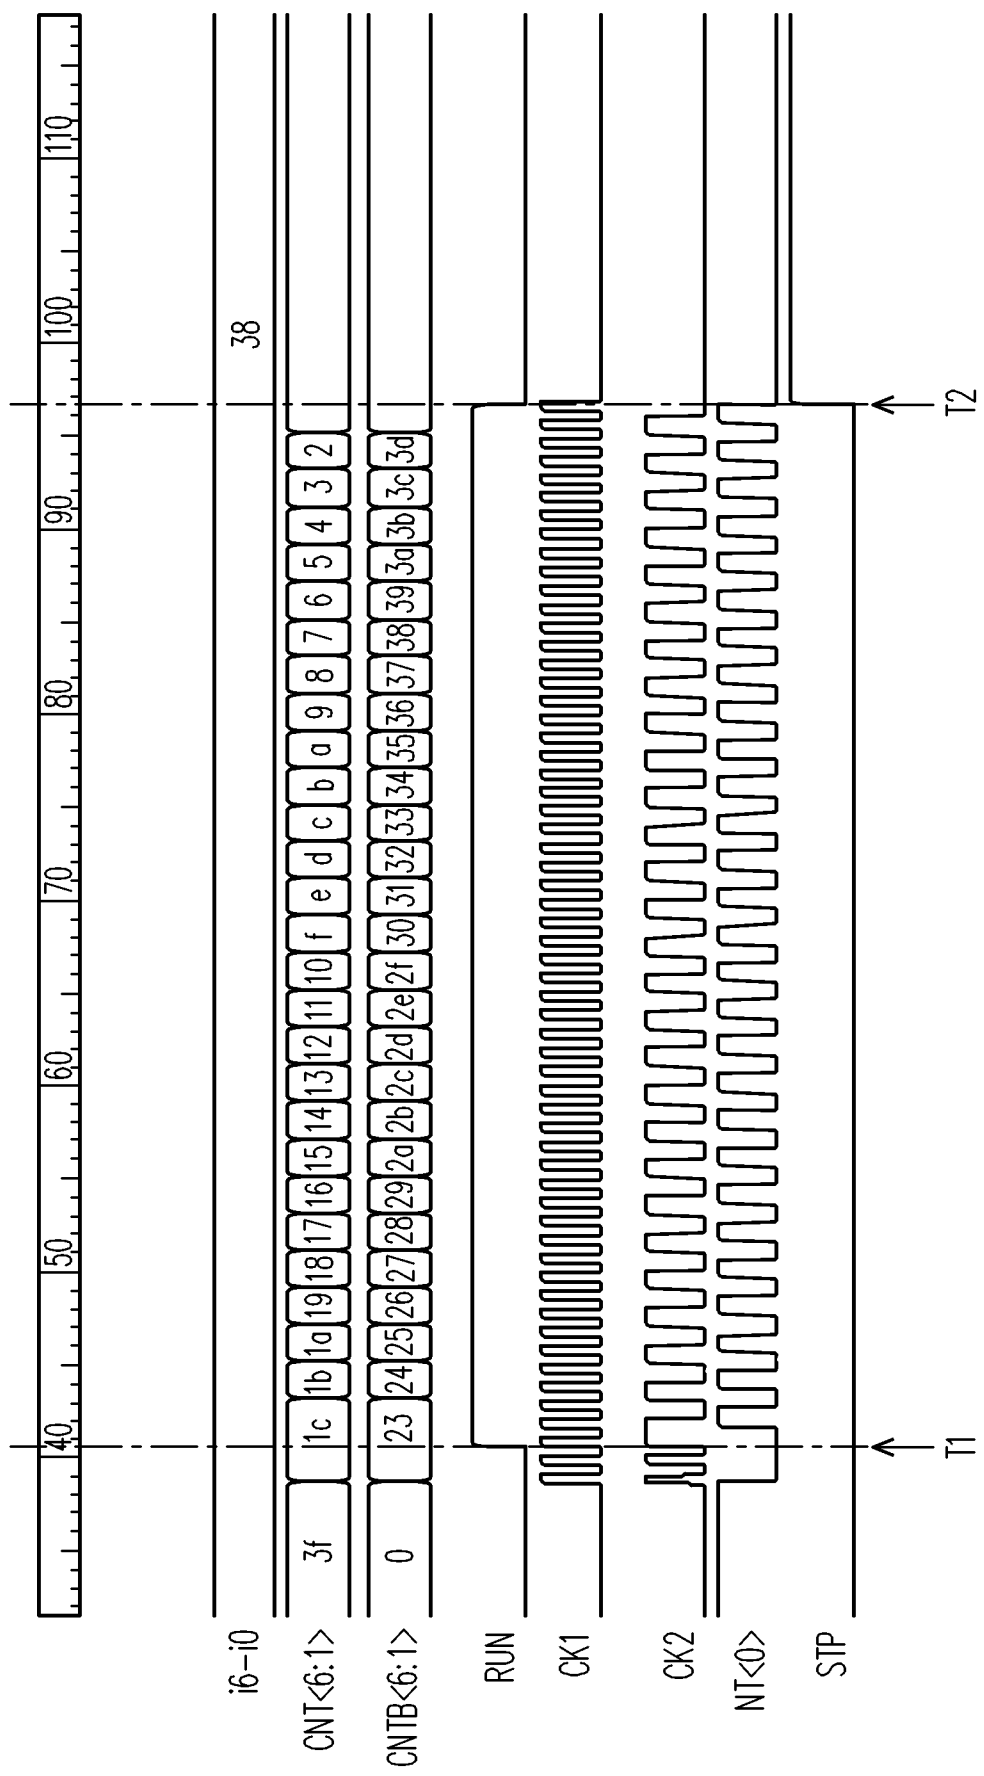 40 50 60 70 80 90 100 110
i6-i0 38
CNT<6:1> 3f 1c 1b 1a 19 18 17 16 15 14 13 12 11 10 f e d c b a 9 8 7 6 5 4 3 2
CNTB<6:1> 0 23 24 25 26 27 28 29 2a 2b 2c 2d 2e 2f 30 31 32 33 34 35 36 37 38 39 3a 3b 3c 3d
RUN
CK1
CK2
NT<0>
STP
T1 T2